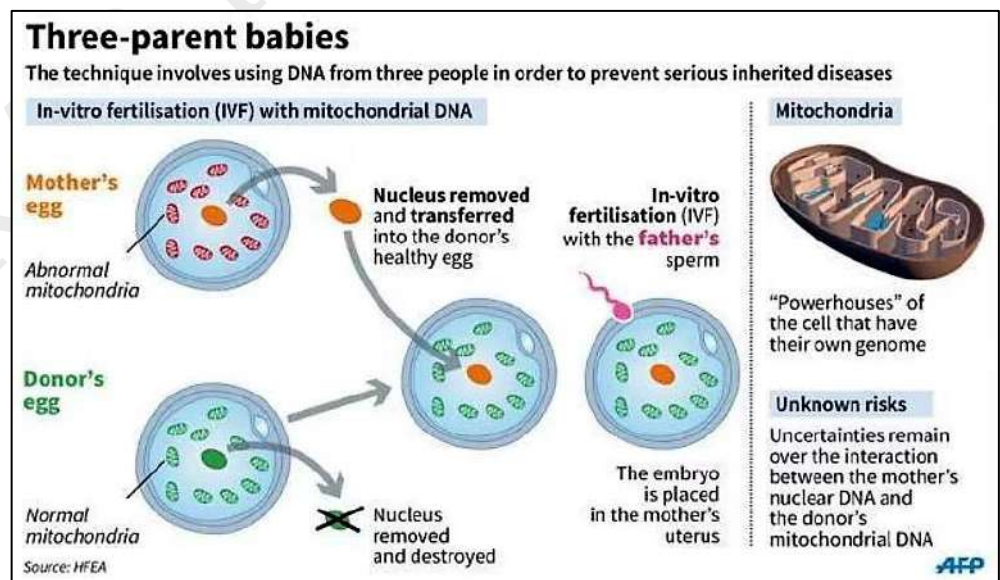 Three-parent babies
The technique involves using DNA from three people in order to prevent serious inherited diseases
In-vitro fertilisation (IVF) with mitochondrial DNA
Mother's
egg
Abnormal
mitochondria
Nucleus removed
and transferred
into the donor's
healthy egg
In-vitro
fertilisation (IVF)
with the father's
sperm
Donor's
egg
Normal
mitochondria
Nucleus
removed
and destroyed
The embryo
is placed
in the mother's
uterus
Source: HFEA
Mitochondria
"Powerhouses" of
the cell that have
their own genome
Unknown risks
Uncertainties remain
over the interaction
between the mother's
nuclear DNA and
the donor's
mitochondrial DNA
AFP